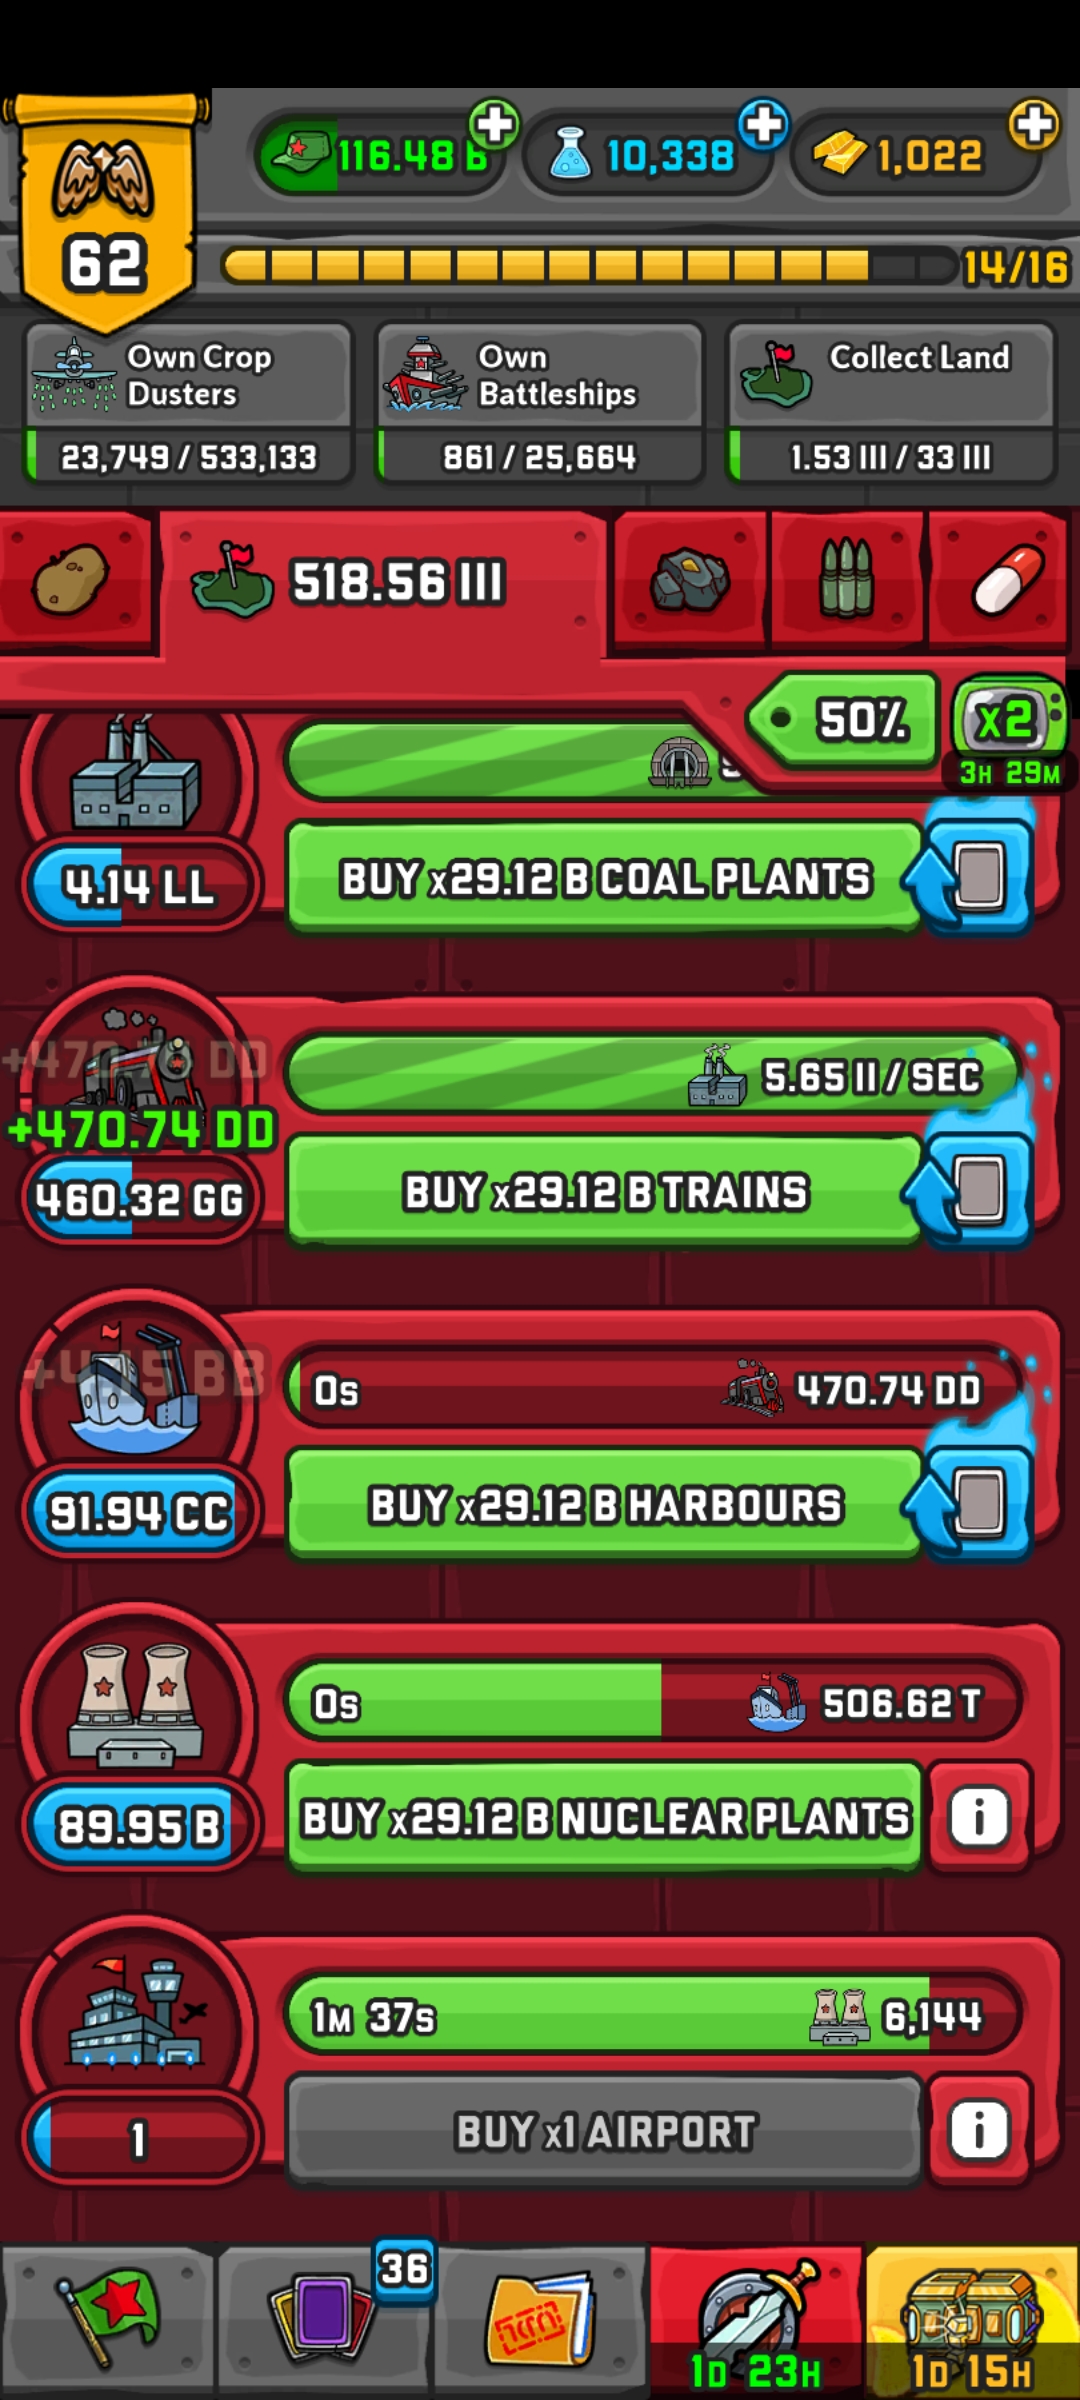 116.48 B
10,338
1,022
62
14/16
Own Crop
Dusters
23,749 / 533,133
Own
Battleships
861 / 25,664
Collect Land
1.53 III / 33 III
518.56 III
50%
x2
3H 29M
BUY x29.12 B COAL PLANTS
4.14 LL
+470.74 DD
+470.74 DD
5.65 II / SEC
BUY x29.12 B TRAINS
460.32 GG
0s
470.74 DD
BUY x29.12 B HARBOURS
91.94 CC
0s
506.62 T
BUY x29.12 B NUCLEAR PLANTS
89.95 B
1M 37s
6,144
BUY x1 AIRPORT
1
36
1D 23H
1D 15H